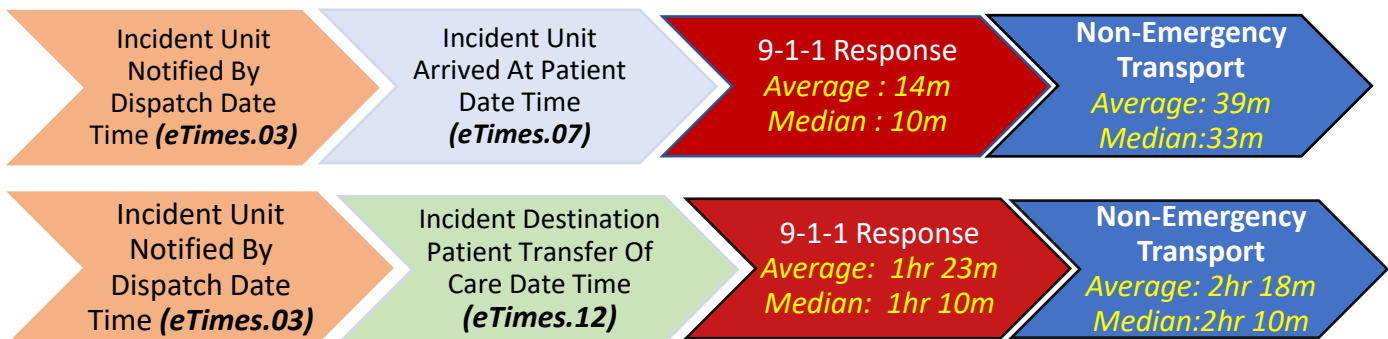 Incident Unit
Notified By
Dispatch Date
Time (eTimes.03)
Incident Unit
Arrived At Patient
Date Time
(eTimes.07)
9-1-1 Response
Average : 14m
Median : 10m
Non-Emergency
Transport
Average: 39m
Median:33m
Incident Unit
Notified By
Dispatch Date
Time (eTimes.03)
Incident Destination
Patient Transfer Of
Care Date Time
(eTimes.12)
9-1-1 Response
Average: 1hr 23m
Median: 1hr 10m
Non-Emergency
Transport
Average: 2hr 18m
Median:2hr 10m